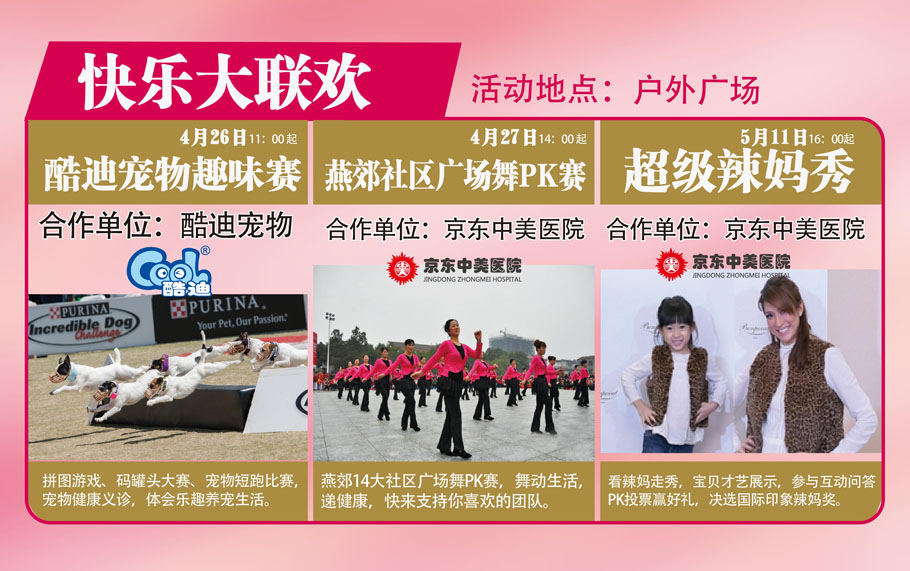 快乐大联欢
活动地点：户外广场
4月26日11：00起
酷迪宠物趣味赛
合作单位：酷迪宠物
Cool®
酷迪
PURINA
Incredible Dog
Challenge
PURINA
Your Pet, Our Passion.®
拼图游戏、码罐头大赛、宠物短跑比赛，
宠物健康义诊，体会乐趣养宠生活。
4月27日14：00起
燕郊社区广场舞PK赛
合作单位：京东中美医院
京东中美医院
JINGDONG ZHONGMEI HOSPITAL
燕郊14大社区广场舞PK赛，舞动生活，
递健康，快来支持你喜欢的团队。
5月11日16：00起
超级辣妈秀
合作单位：京东中美医院
京东中美医院
JINGDONG ZHONGMEI HOSPITAL
看辣妈走秀，宝贝才艺展示，参与互动问答
PK投票赢好礼，决选国际印象辣妈奖。